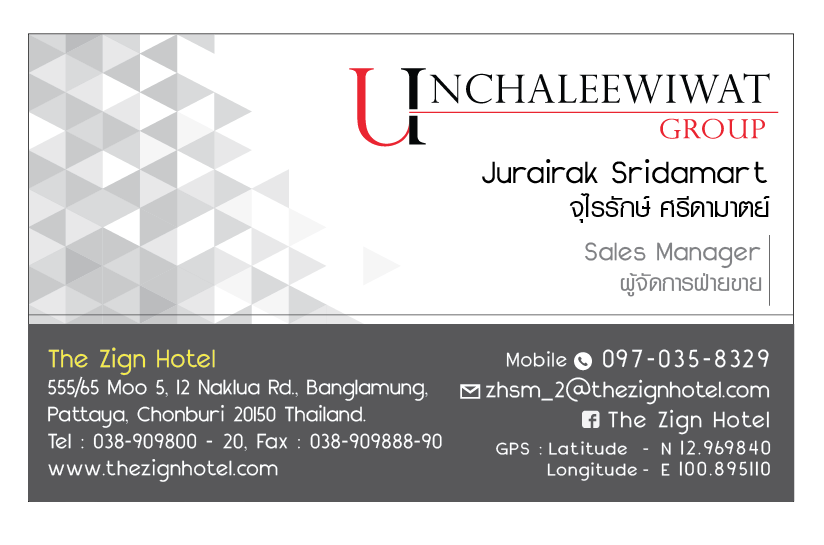 UNCHALEEWIWAT
GROUP
Jurairak Sridamart
จุไรรักษ์ ศรีดามาตย์
Sales Manager
ผู้จัดการฝ่ายขาย
The Zign Hotel
555/65 Moo 5, 12 Naklua Rd., Banglamung,
Pattaya, Chonburi 20150 Thailand.
Tel : 038-909800 - 20, Fax : 038-909888-90
www.thezignhotel.com
Mobile 097-035-8329
zhsm_2@thezignhotel.com
The Zign Hotel
GPS : Latitude - N 12.969840
Longitude - E 100.895110